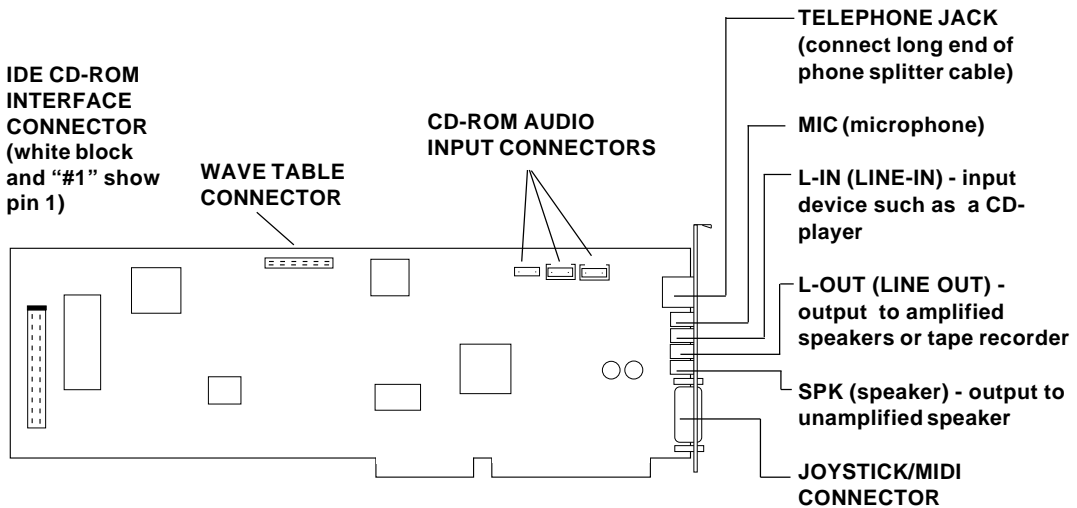 IDE CD-ROM
INTERFACE
CONNECTOR
(white block
and “#1” show
pin 1)
WAVE TABLE
CONNECTOR
CD-ROM AUDIO
INPUT CONNECTORS
TELEPHONE JACK
(connect long end of
phone splitter cable)
MIC (microphone)
L-IN (LINE-IN) - input
device such as a CD-
player
L-OUT (LINE OUT) -
output to amplified
speakers or tape recorder
SPK (speaker) - output to
unamplified speaker
JOYSTICK/MIDI
CONNECTOR